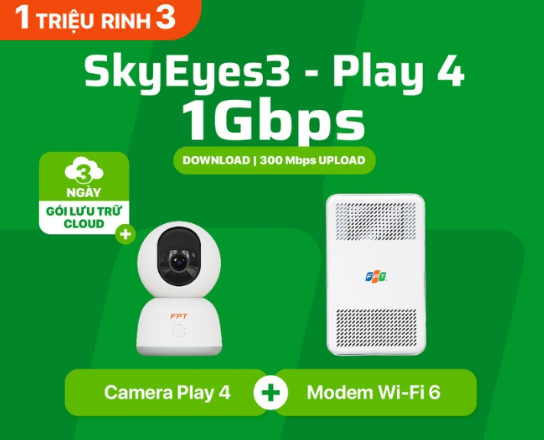 1 TRIỆU RINH 3
SkyEyes3 - Play 4
1Gbps
DOWNLOAD | 300 Mbps UPLOAD
3
NGÀY
GÓI LƯU TRỮ
CLOUD
+
FPT
FPT
Camera Play 4 + Modem Wi-Fi 6